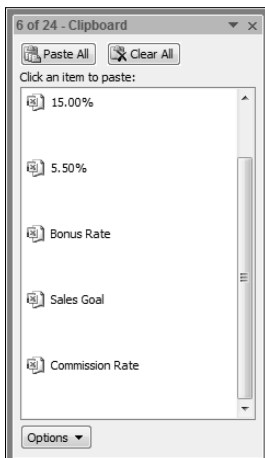 6 of 24 - Clipboard
Paste All Clear All
Click an item to paste:
15.00%
5.50%
Bonus Rate
Sales Goal
Commission Rate
Options